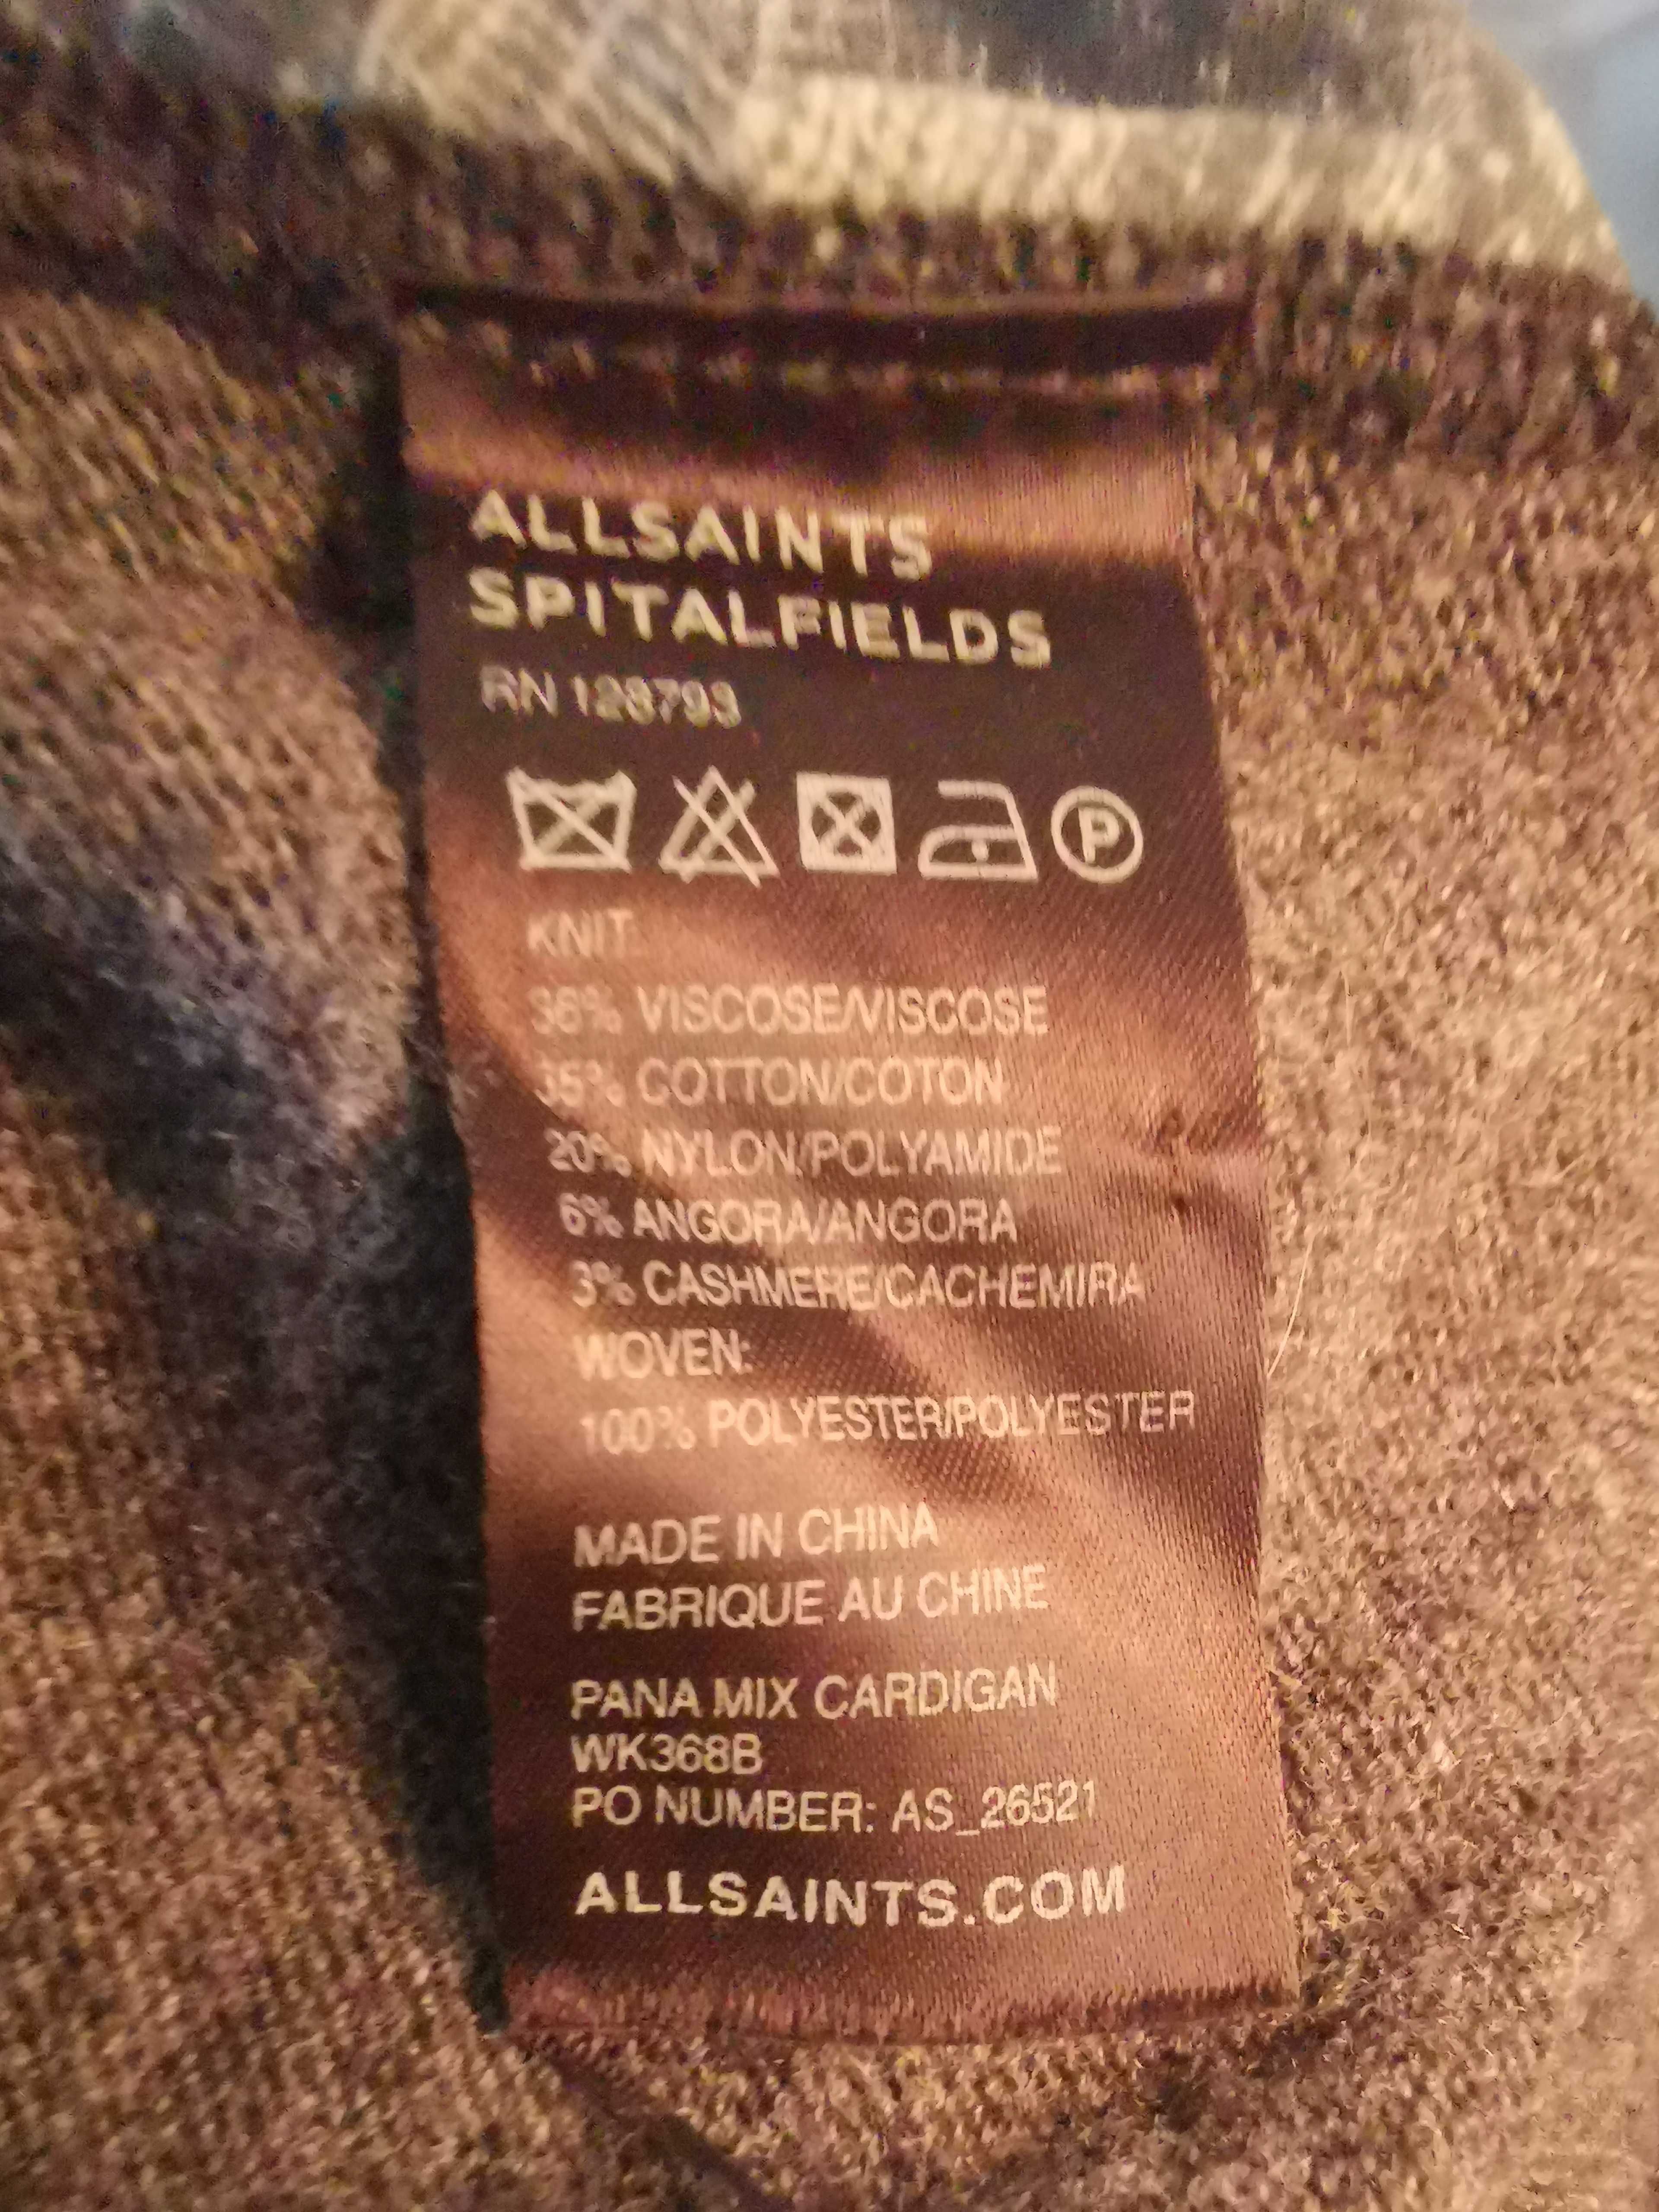 ALLSAINTS
SPITALFIELDS
RN 128793
P
KNIT:
36% VISCOSE/VISCOSE
35% COTTON/COTON
20% NYLON/POLYAMIDE
6% ANGORA/ANGORA
3% CASHMERE/CACHEMIRA
WOVEN:
100% POLYESTER/POLYESTER
MADE IN CHINA
FABRIQUE AU CHINE
PANA MIX CARDIGAN
WK368B
PO NUMBER: AS_26521
ALLSAINTS.COM